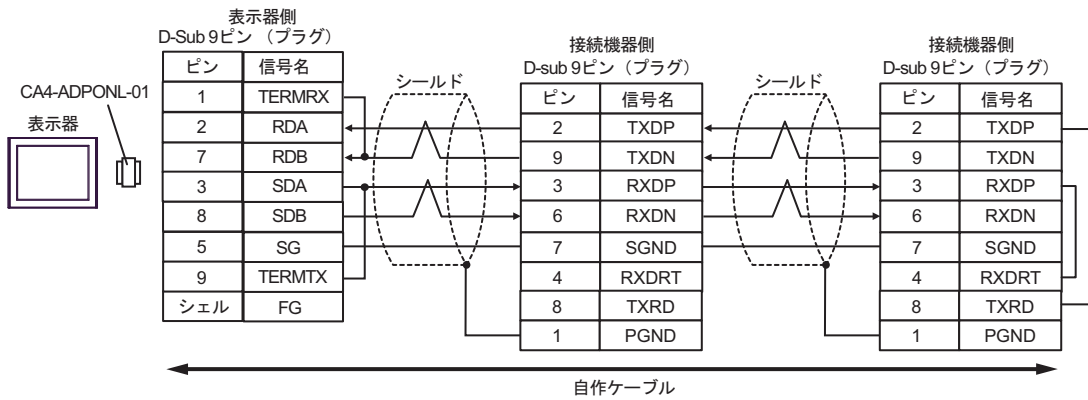 CA4-ADPONL-01
表示器
表示器側
D-Sub 9ピン （プラグ）
ピン 信号名
1 TERMRX
2 RDA
7 RDB
3 SDA
8 SDB
5 SG
9 TERMTX
シェル FG
シールド
接続機器側
D-sub 9ピン（プラグ）
ピン 信号名
2 TXDP
9 TXDN
3 RXDP
6 RXDN
7 SGND
4 RXDRT
8 TXRD
1 PGND
シールド
接続機器側
D-sub 9ピン（プラグ）
ピン 信号名
2 TXDP
9 TXDN
3 RXDP
6 RXDN
7 SGND
4 RXDRT
8 TXRD
1 PGND
自作ケーブル